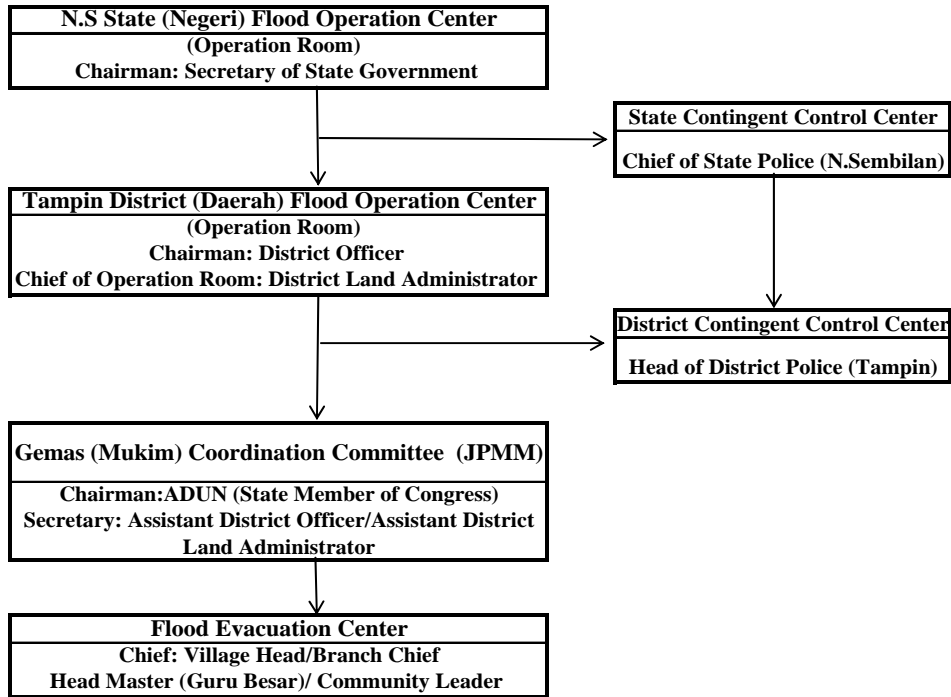 N.S State (Negeri) Flood Operation Center
(Operation Room)
Chairman: Secretary of State Government
State Contingent Control Center
Chief of State Police (N.Sembilan)
Tampin District (Daerah) Flood Operation Center
(Operation Room)
Chairman: District Officer
Chief of Operation Room: District Land Administrator
District Contingent Control Center
Head of District Police (Tampin)
Gemas (Mukim) Coordination Committee (JPMM)
Chairman:ADUN (State Member of Congress)
Secretary: Assistant District Officer/Assistant District
Land Administrator
Flood Evacuation Center
Chief: Village Head/Branch Chief
Head Master (Guru Besar)/ Community Leader